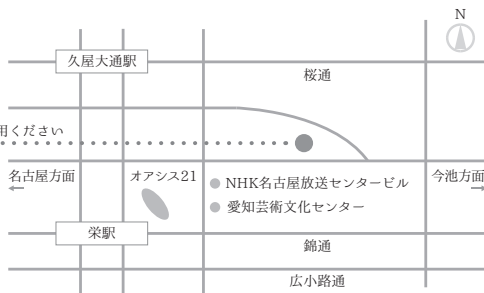 N
久屋大通駅
桜通
用ください
名古屋方面
オアシス21
NHK名古屋放送センタービル
今池方面
愛知芸術文化センター
栄駅
錦通
広小路通